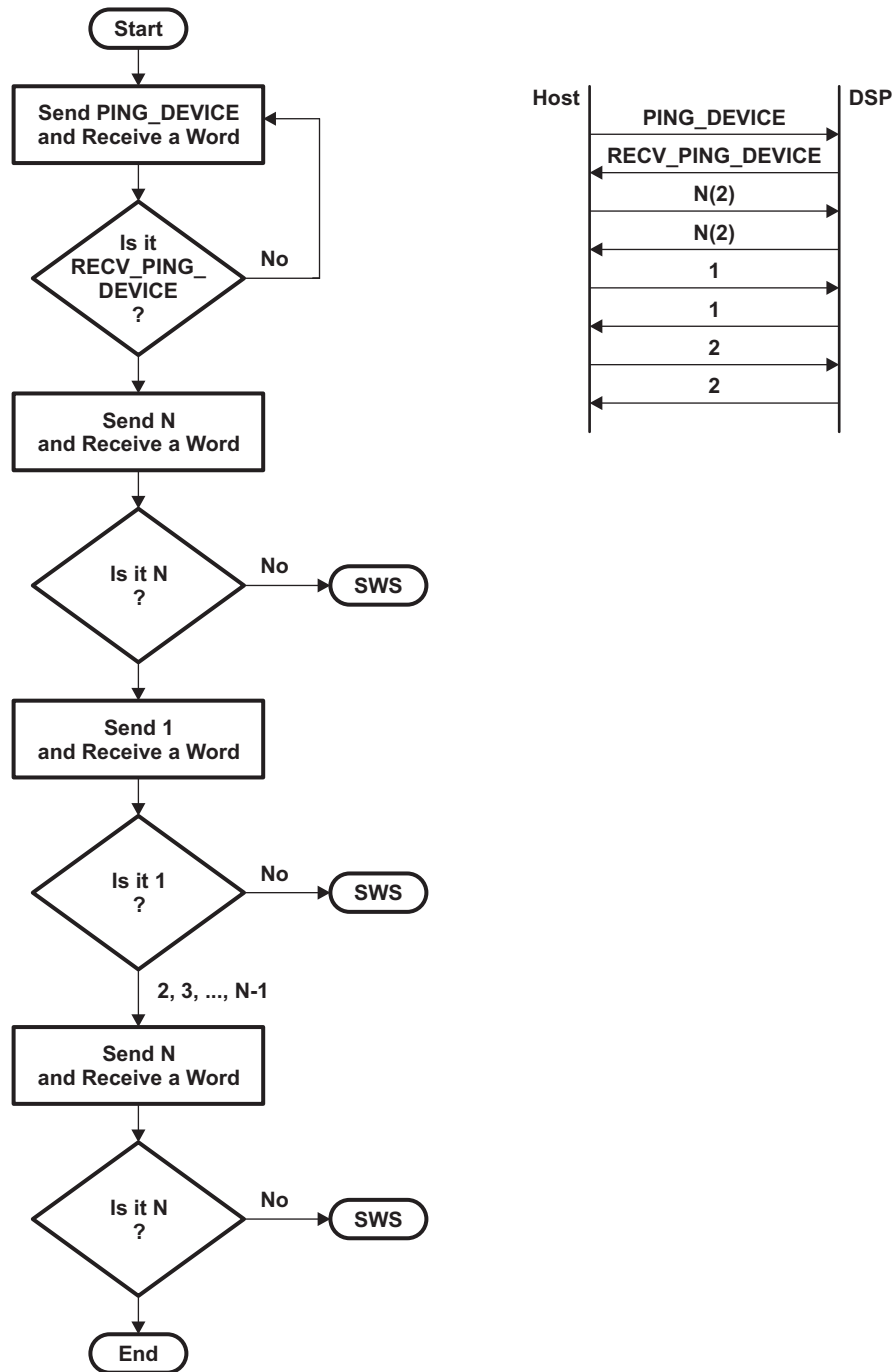 Start
Send PING_DEVICE
and Receive a Word
Is it
RECV_PING_
DEVICE
?
No
Send N
and Receive a Word
Is it N
?
No
SWS
Send 1
and Receive a Word
Is it 1
?
No
SWS
2, 3, ..., N-1
Send N
and Receive a Word
Is it N
?
No
SWS
End
Host
DSP
PING_DEVICE
RECV_PING_DEVICE
N(2)
N(2)
1
1
2
2